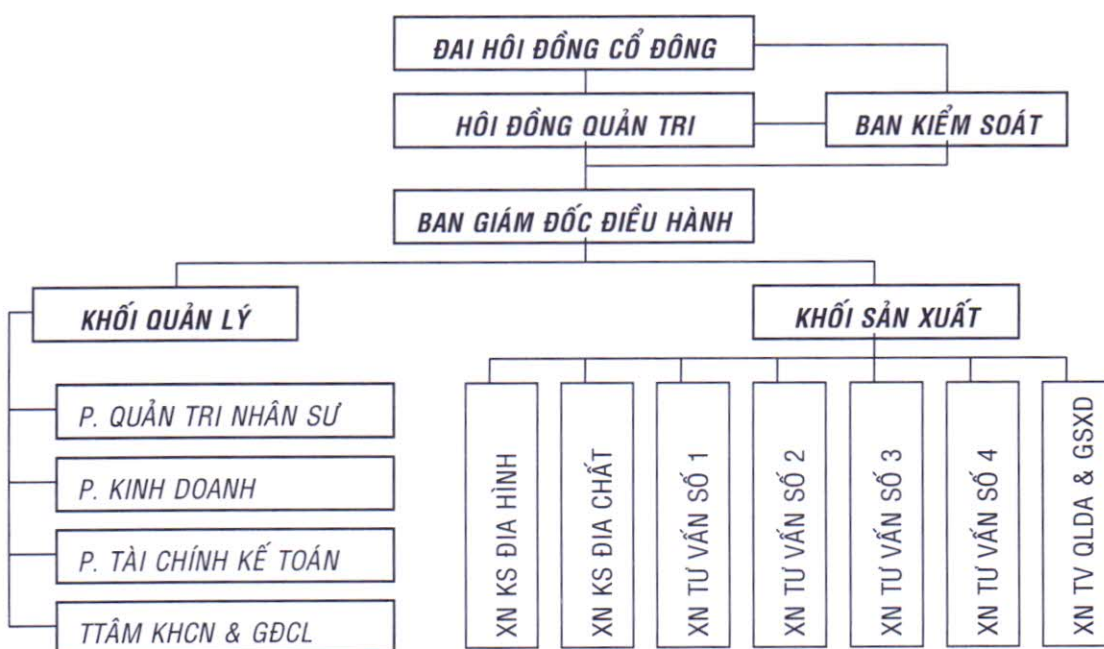 ĐAI HÔI ĐỒNG CỔ ĐÔNG
HÔI ĐỒNG QUẢN TRI
BAN KIỂM SOÁT
BAN GIÁM ĐỐC ĐIỀU HÀNH
KHỐI QUẢN LÝ
KHỐI SẢN XUẤT
P. QUẢN TRI NHÂN SƯ
P. KINH DOANH
P. TÀI CHÍNH KẾ TOÁN
TTÂM KHCN & GĐCL
XN KS ĐIA HÌNH
XN KS ĐIA CHẤT
XN TƯ VẤN SỐ 1
XN TƯ VẤN SỐ 2
XN TƯ VẤN SỐ 3
XN TƯ VẤN SỐ 4
XN TV QLDA & GSXD